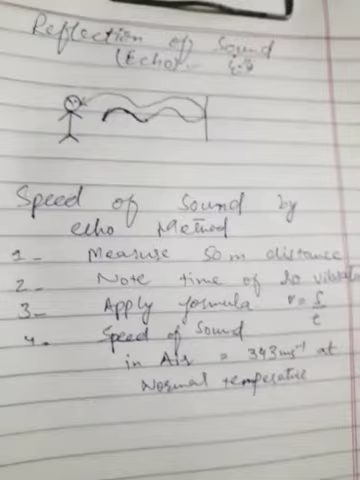 Reflection of Sound
(Echo).
Speed of Sound by
echo Method
1- Measure 50 m distance
2- Note time of 20
3- Apply formula v = S/t
4. Speed of Sound
in Air = 343 ms⁻¹ at
Normal temperature